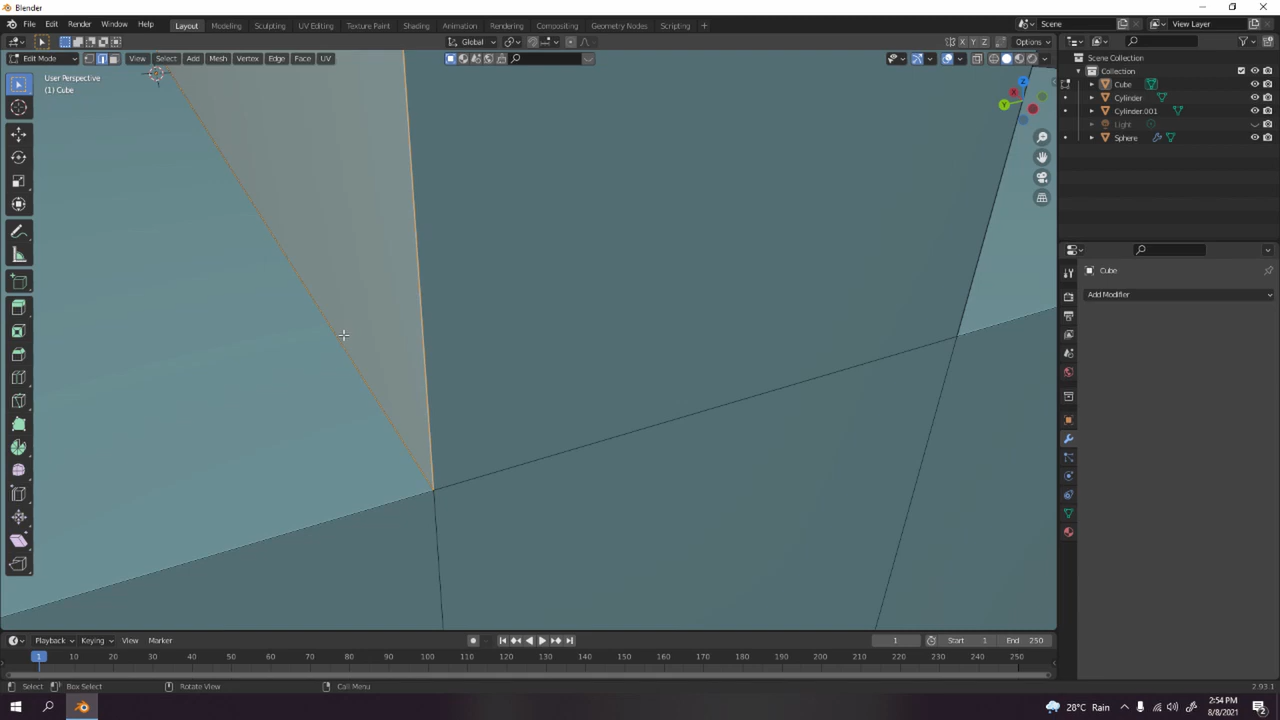 Blender
File Edit Render Window Help Layout Modeling Sculpting UV Editing Texture Paint Shading Animation Rendering Compositing Geometry Nodes Scripting + Scene View Layer
Global X Y Z Options
Edit Mode View Select Add Mesh Vertex Edge Face UV
User Perspective
(1) Cube
Z
X
Y
Scene Collection
Collection
Cube
Cylinder
Cylinder.001
Light
Sphere
Cube
Add Modifier
Playback Keying View Marker 1 Start 1 End 250
1 10 20 30 40 50 60 70 80 90 100 110 120 130 140 150 160 170 180 190 200 210 220 230 240 250
Select Box Select Rotate View Call Menu 2.93.1
28°C Rain 2:54 PM
8/8/2021
2